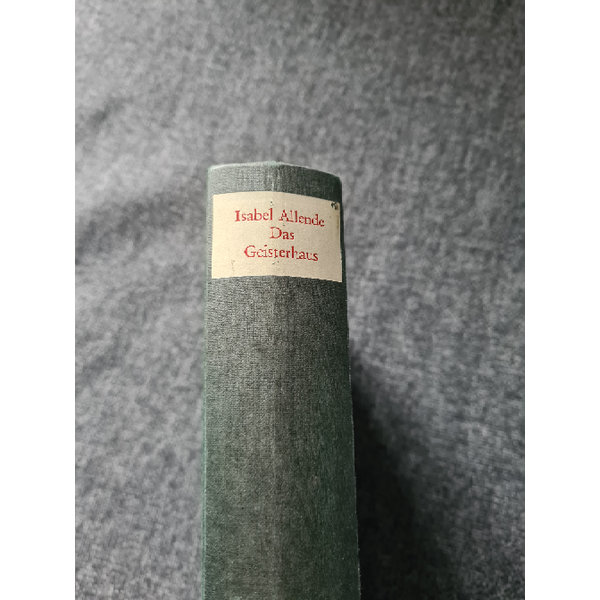 Isabel Allende
Das
Geisterhaus